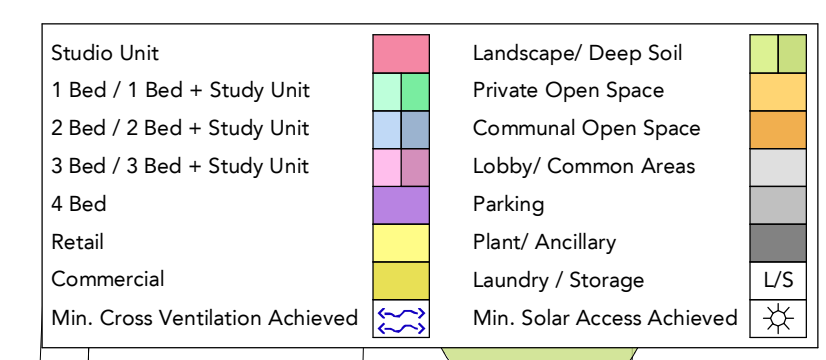 Studio Unit
1 Bed / 1 Bed + Study Unit
2 Bed / 2 Bed + Study Unit
3 Bed / 3 Bed + Study Unit
4 Bed
Retail
Commercial
Min. Cross Ventilation Achieved
Landscape/ Deep Soil
Private Open Space
Communal Open Space
Lobby/ Common Areas
Parking
Plant/ Ancillary
Laundry / Storage L/S
Min. Solar Access Achieved